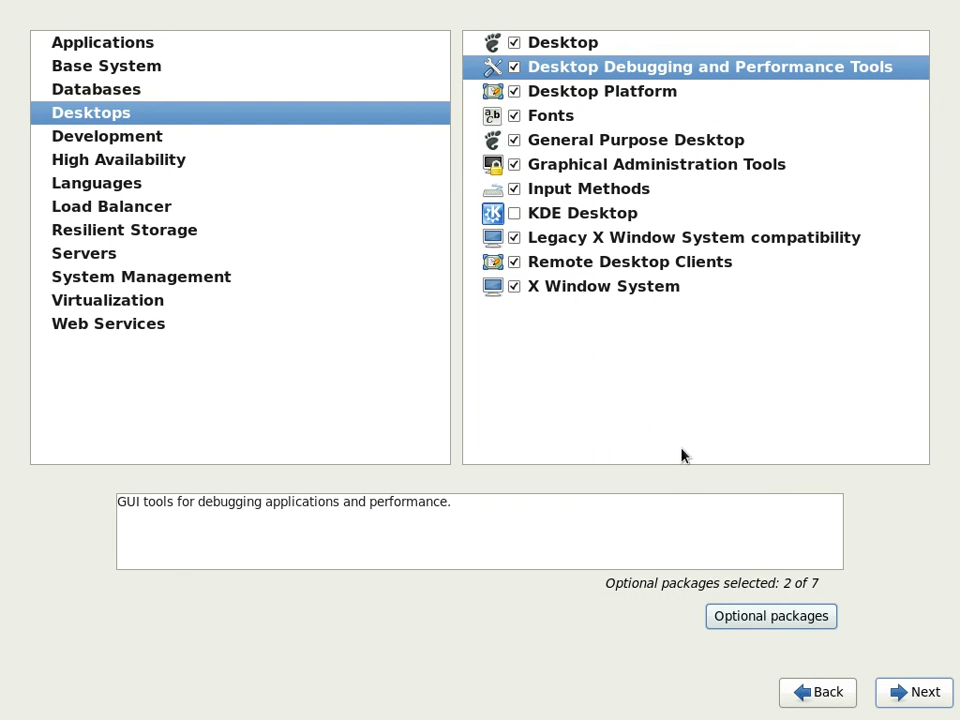 Applications
Base System
Databases
Desktops
Development
High Availability
Languages
Load Balancer
Resilient Storage
Servers
System Management
Virtualization
Web Services
Desktop
Desktop Debugging and Performance Tools
Desktop Platform
Fonts
General Purpose Desktop
Graphical Administration Tools
Input Methods
KDE Desktop
Legacy X Window System compatibility
Remote Desktop Clients
X Window System
GUI tools for debugging applications and performance.
Optional packages selected: 2 of 7
Optional packages
Back
Next